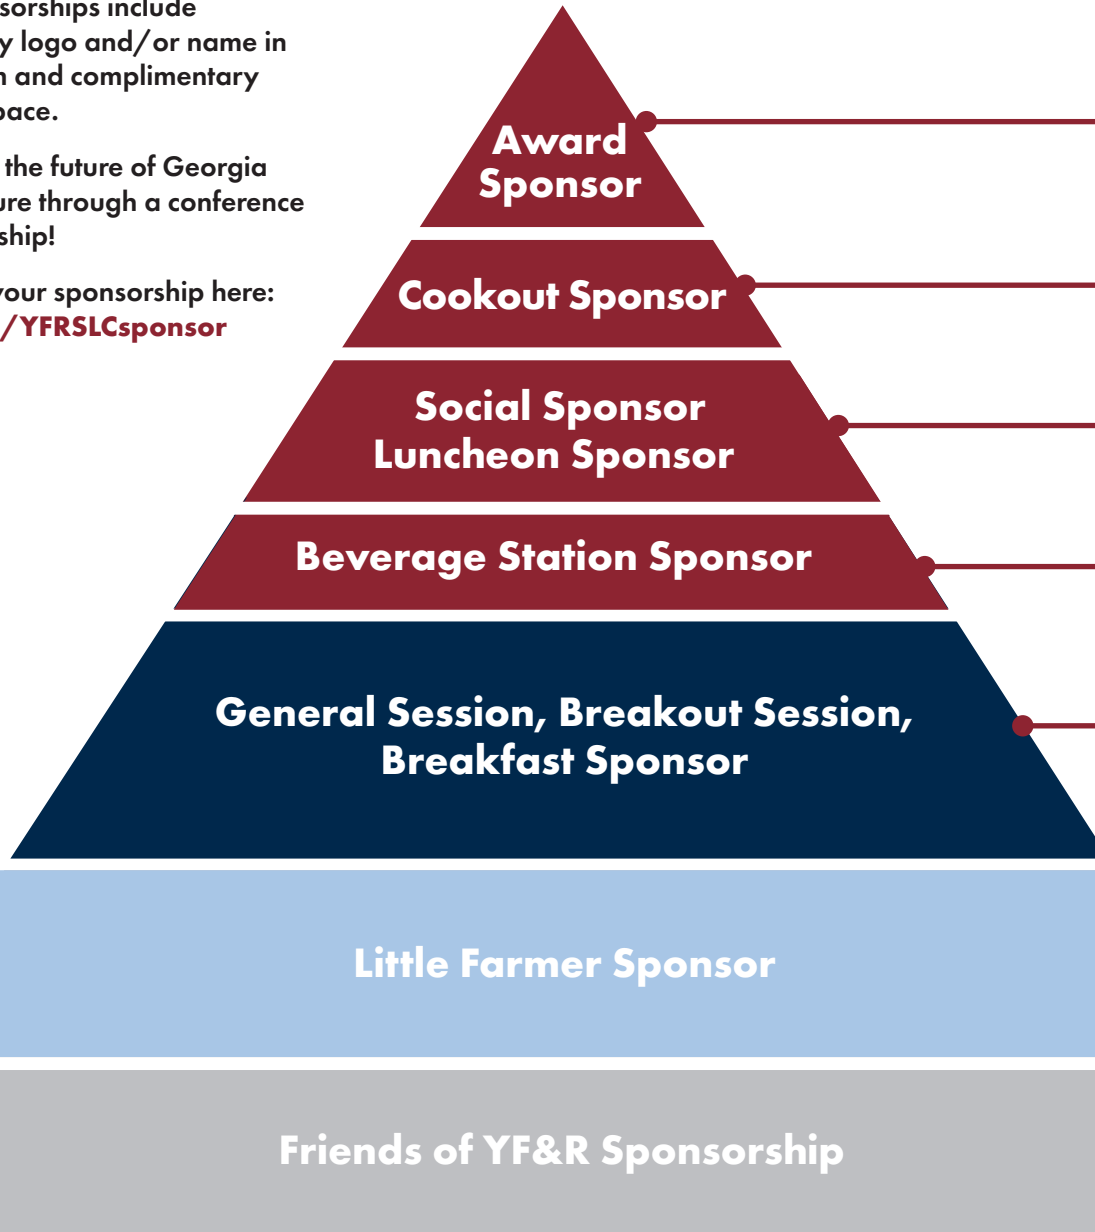 sorships include
y logo and/or name in
n and complimentary
pace.
the future of Georgia
ure through a conference
ship!
your sponsorship here:
/YFRSLCsponsor
Award
Sponsor
Cookout Sponsor
Social Sponsor
Luncheon Sponsor
Beverage Station Sponsor
General Session, Breakout Session,
Breakfast Sponsor
Little Farmer Sponsor
Friends of YF&R Sponsorship